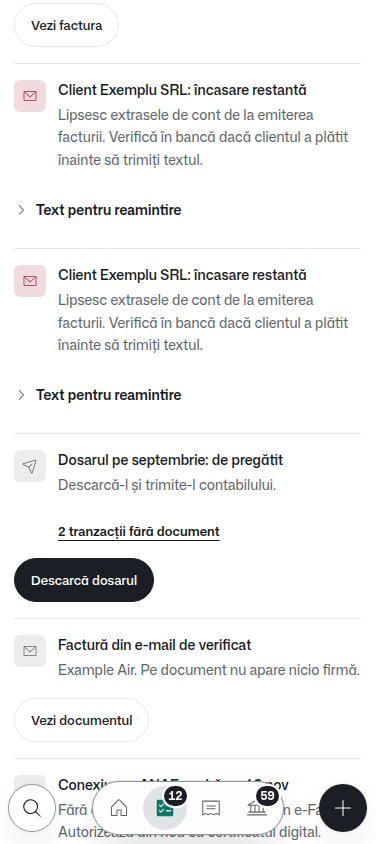 Vezi factura
Client Exemplu SRL: încasare restantă
Lipsesc extrasele de cont de la emiterea
facturii. Verifică în bancă dacă clientul a plătit
înainte să trimiți textul.
Text pentru reamintire
Client Exemplu SRL: încasare restantă
Lipsesc extrasele de cont de la emiterea
facturii. Verifică în bancă dacă clientul a plătit
înainte să trimiți textul.
Text pentru reamintire
Dosarul pe septembrie: de pregătit
Descarcă-l și trimite-l contabilului.
2 tranzacții fără document
Descarcă dosarul
Factură din e-mail de verificat
Example Air. Pe document nu apare nicio firmă.
Vezi documentul
12
59
Fără
Autorizează din nou cu certificatul digital.